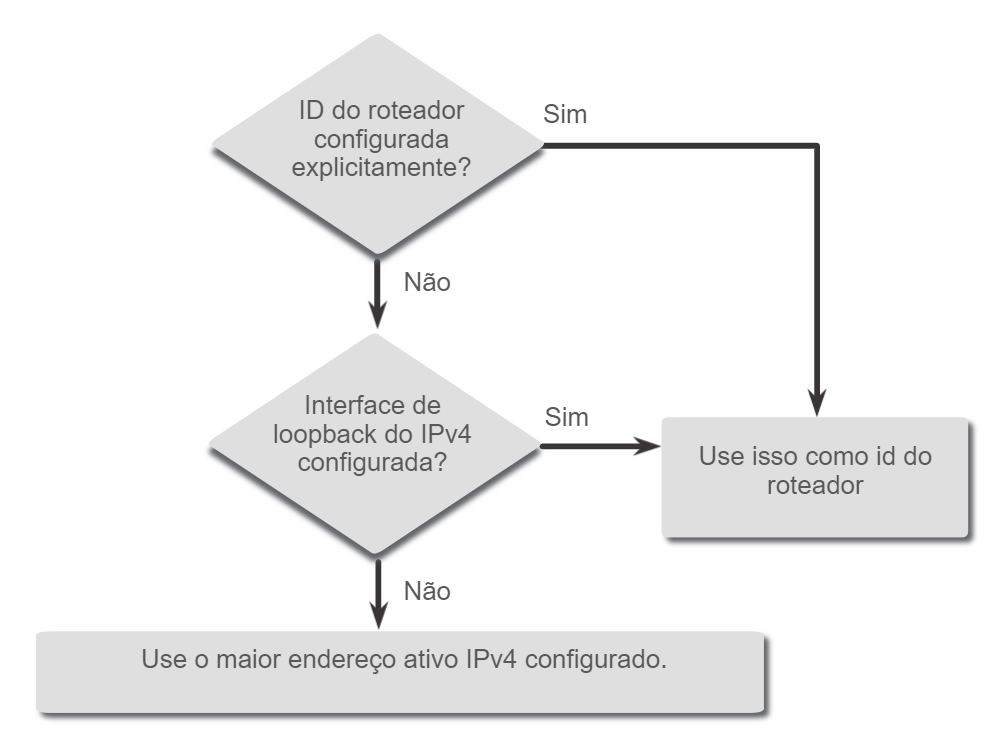 ID do roteador
configurada
explicitamente?
Sim
Não
Interface de
loopback do IPv4
configurada?
Sim
Use isso como id do
roteador
Não
Use o maior endereço ativo IPv4 configurado.